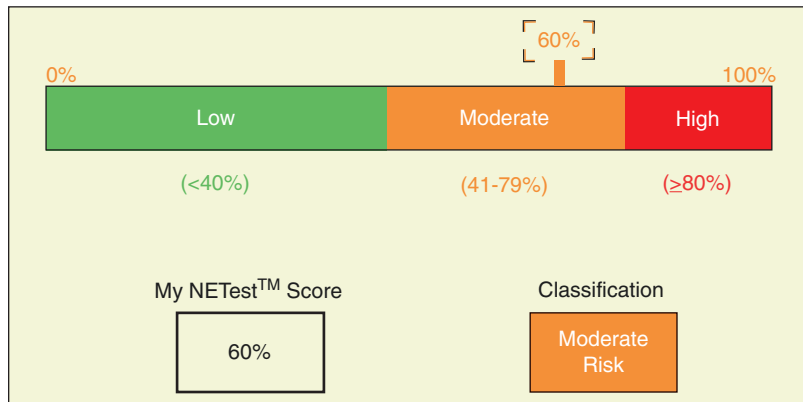 60%
0% 100%
Low Moderate High
(<40%) (41-79%) (≥80%)
My NETest™ Score Classification
60% Moderate
Risk